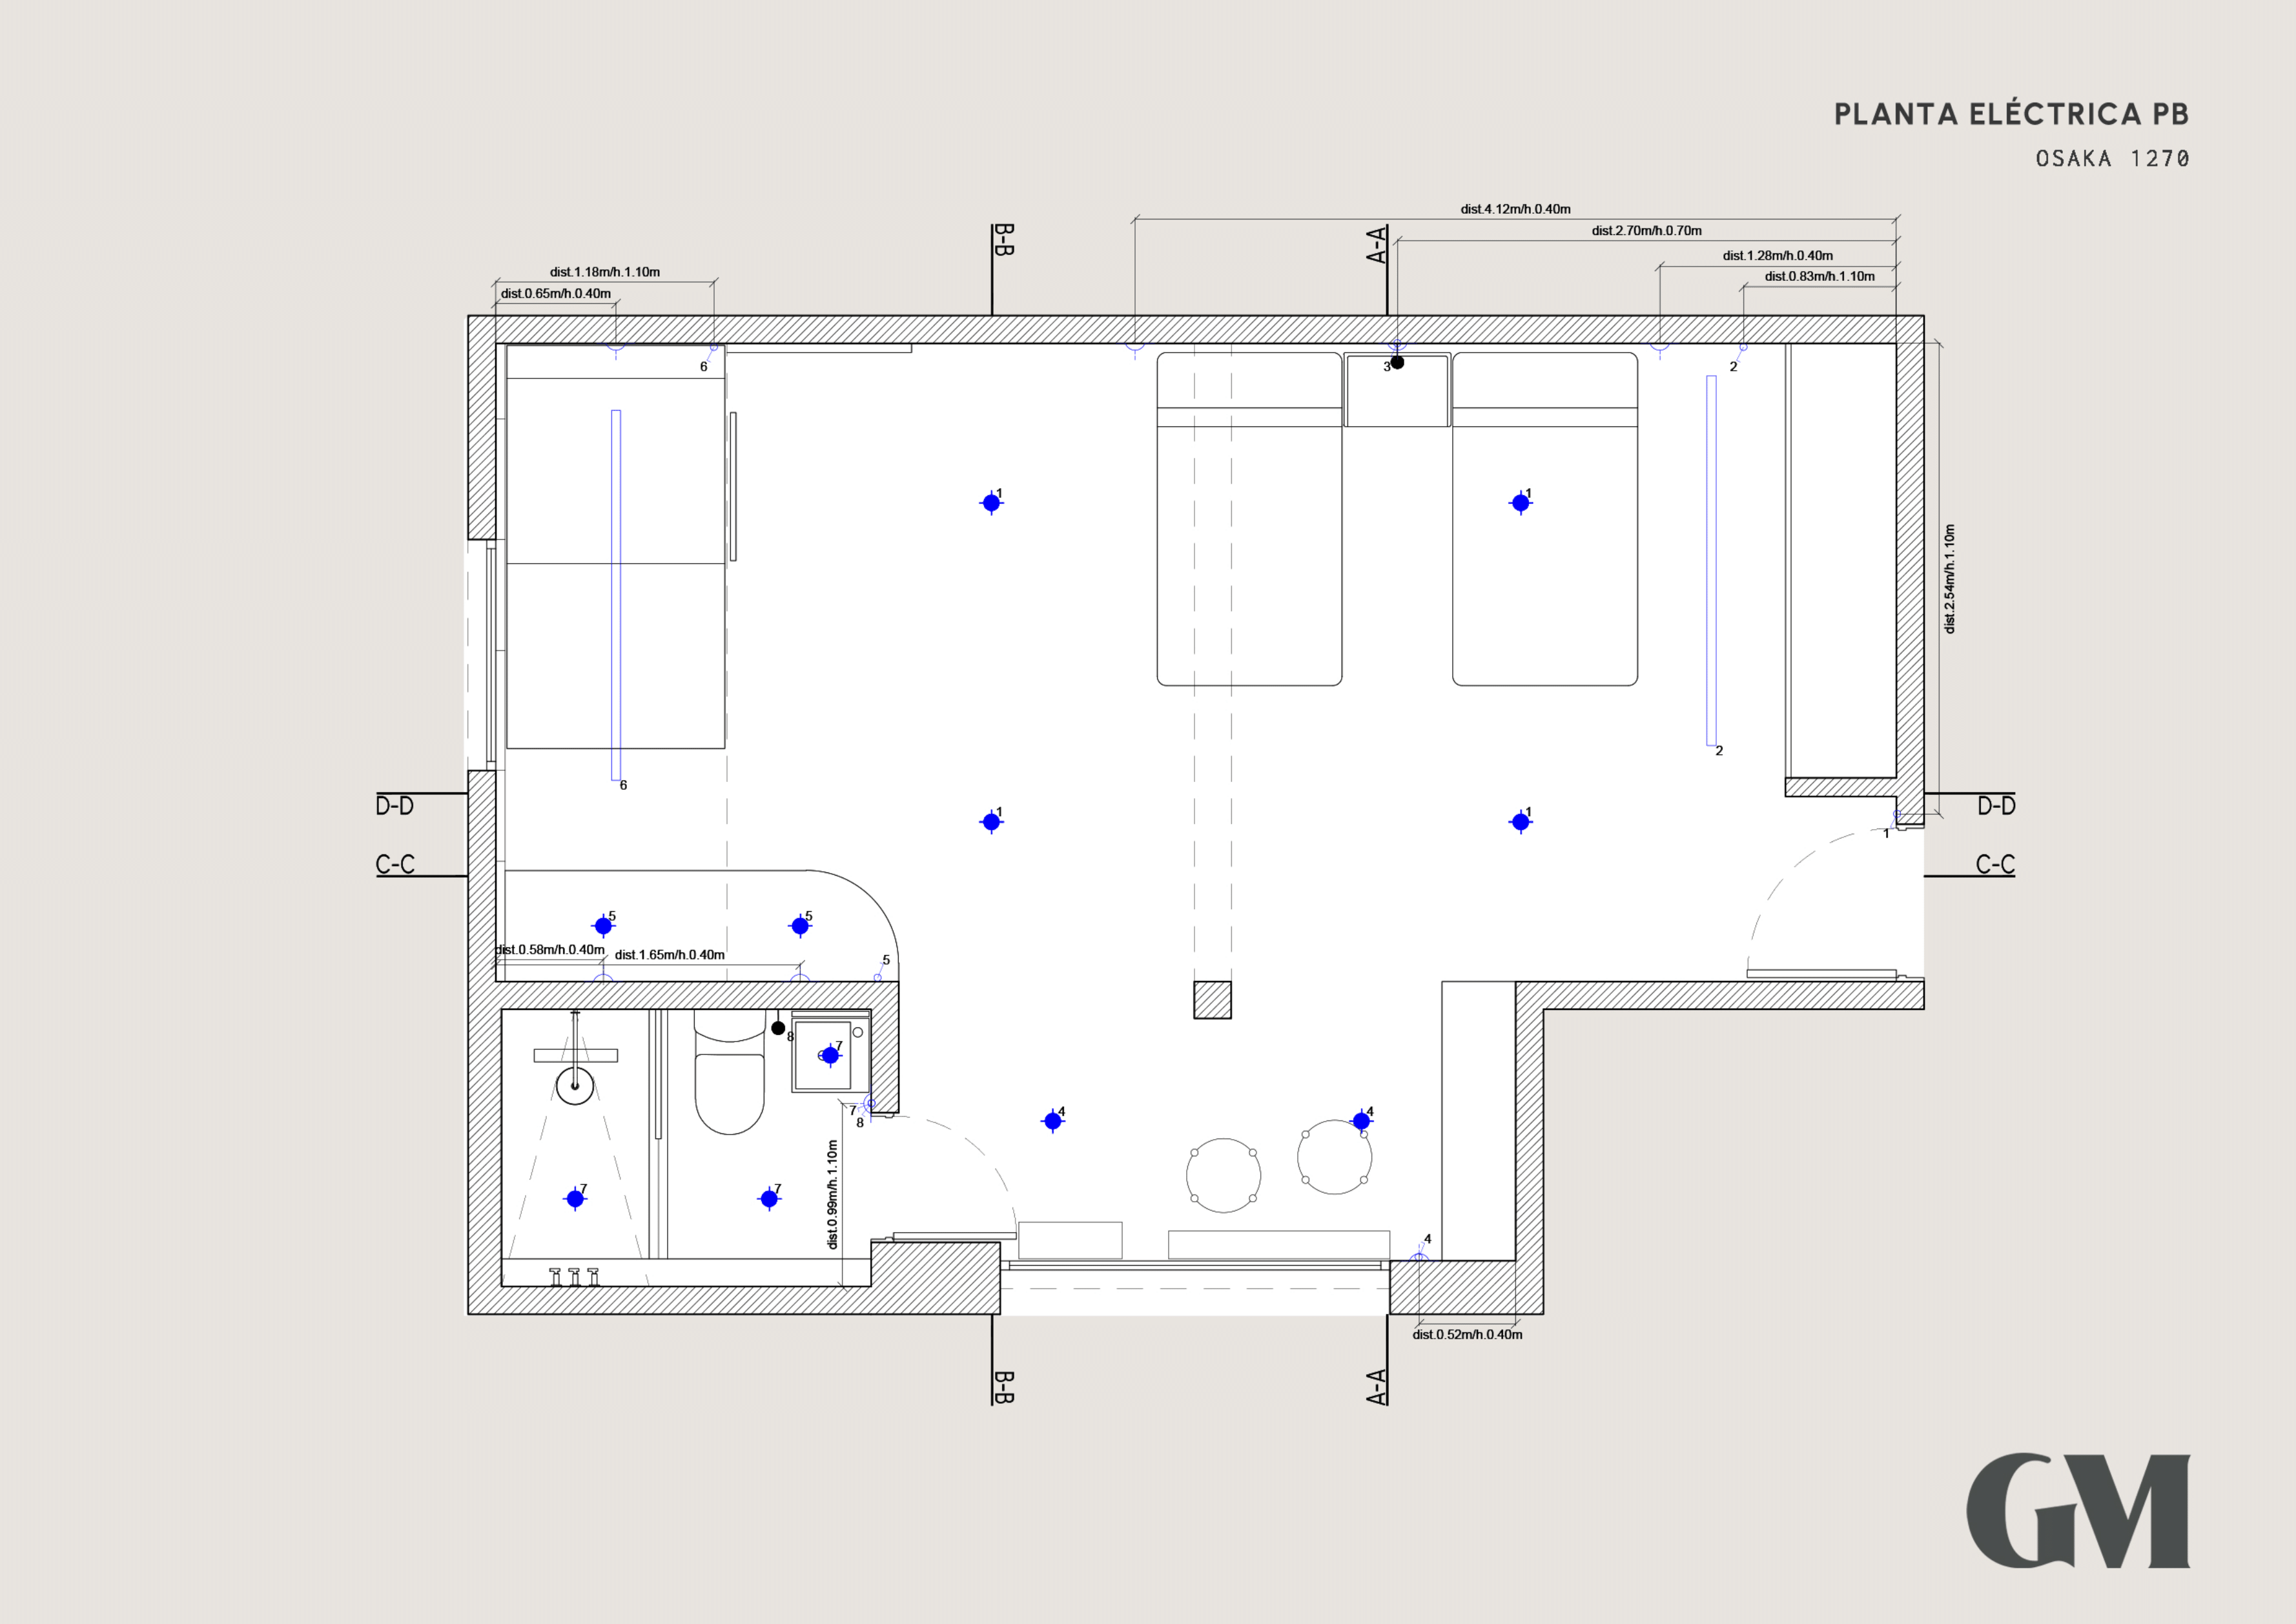 PLANTA ELÉCTRICA PB
OSAKA 1270
dist.4.12m/h.0.40m
dist.2.70m/h.0.70m
dist.1.28m/h.0.40m
dist.0.83m/h.1.10m
B-B
A-A
dist.1.18m/h.1.10m
dist.0.65m/h.0.40m
6
3
2
1
1
dist.2.54m/h.1.10m
2
6
D-D
D-D
1
1
1
C-C
C-C
5
5
dist.0.58m/h.0.40m
dist.1.65m/h.0.40m
5
8
7
7
8
4
4
dist.0.99m/h.1.10m
7
7
4
dist.0.52m/h.0.40m
B-B
A-A
GM